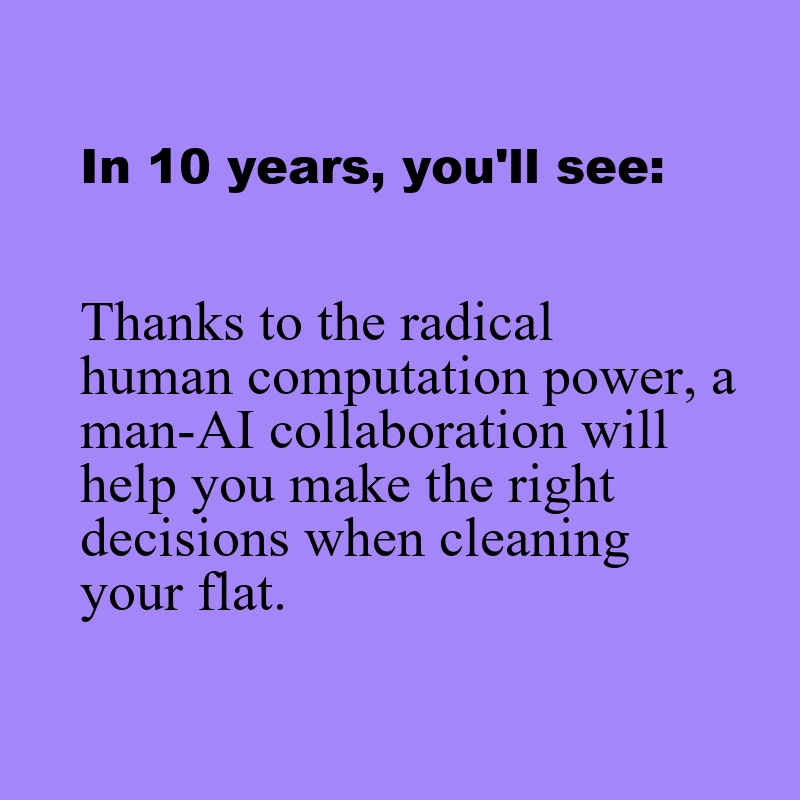 In 10 years, you'll see:
Thanks to the radical
human computation power, a
man-AI collaboration will
help you make the right
decisions when cleaning
your flat.